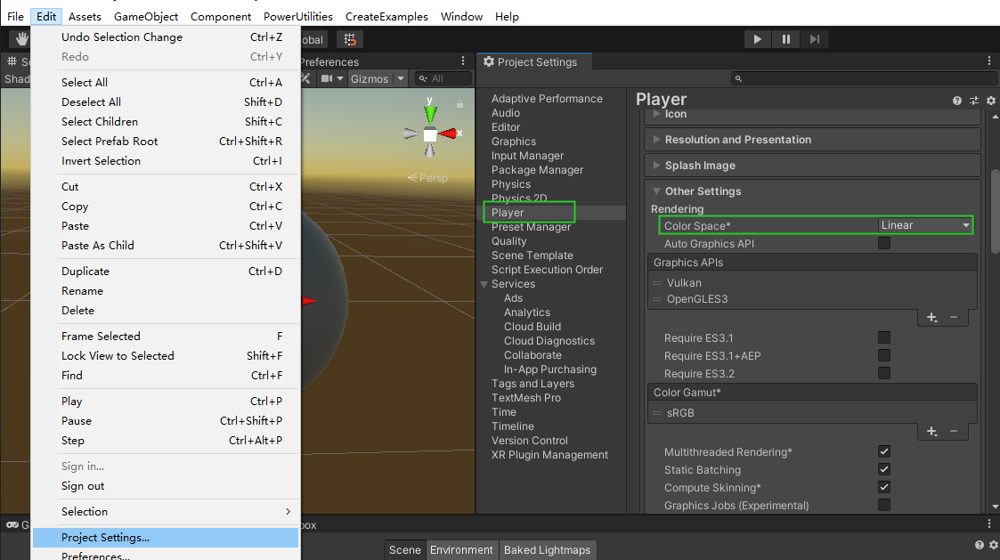 File Edit Assets GameObject Component PowerUtilities CreateExamples Window Help
Undo Selection Change Ctrl+Z
Redo Ctrl+Y
Select All Ctrl+A
Deselect All Shift+D
Select Children Shift+C
Select Prefab Root Ctrl+Shift+R
Invert Selection Ctrl+I
Cut Ctrl+X
Copy Ctrl+C
Paste Ctrl+V
Paste As Child Ctrl+Shift+V
Duplicate Ctrl+D
Rename
Delete
Frame Selected F
Lock View to Selected Shift+F
Find Ctrl+F
Play Ctrl+P
Pause Ctrl+Shift+P
Step Ctrl+Alt+P
Sign in...
Sign out
Selection
Project Settings...
Preferences...
obal
Preferences
Shad
Gizmos All
y
x
Persp
Project Settings
Adaptive Performance
Audio
Editor
Graphics
Input Manager
Package Manager
Physics
Physics 2D
Player
Preset Manager
Quality
Scene Template
Script Execution Order
Services
Ads
Analytics
Cloud Build
Cloud Diagnostics
Collaborate
In-App Purchasing
Tags and Layers
TextMesh Pro
Time
Timeline
Version Control
XR Plugin Management
Player
Icon
Resolution and Presentation
Splash Image
Other Settings
Rendering
Color Space* Linear
Auto Graphics API
Graphics APIs
Vulkan
OpenGLES3
Require ES3.1
Require ES3.1+AEP
Require ES3.2
Color Gamut*
sRGB
Multithreaded Rendering*
Static Batching
Compute Skinning*
Graphics Jobs (Experimental)
box
Scene Environment Baked Lightmaps